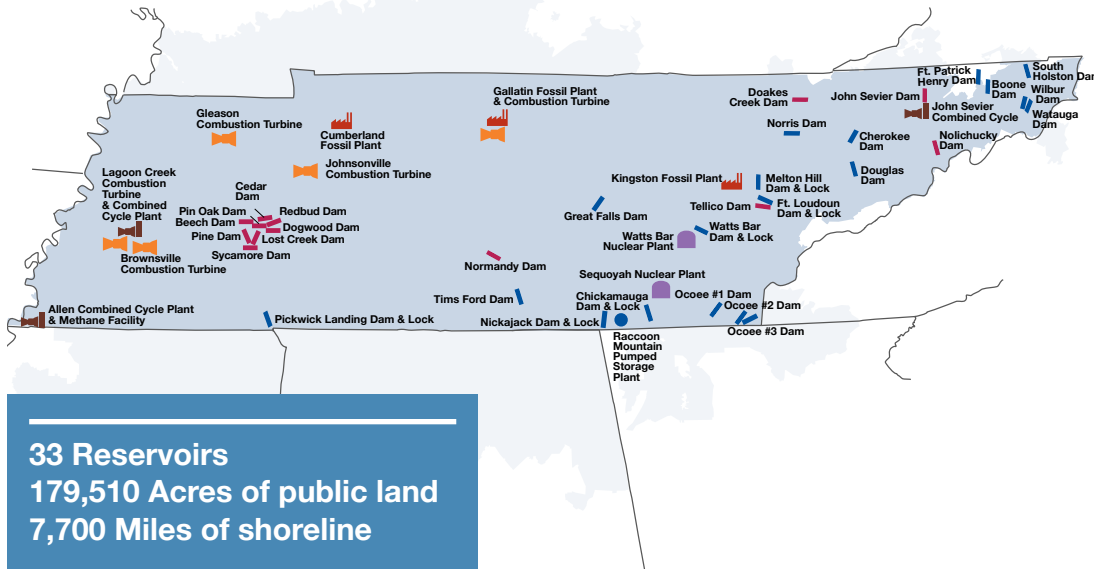 Ft. Patrick
Henry Dam
South
Holston Dam
Boone
Dam
Wilbur
Dam
Watauga
Dam
Doakes
Creek Dam
John Sevier Dam
John Sevier
Combined Cycle
Gallatin Fossil Plant
& Combustion Turbine
Gleason
Combustion Turbine
Cumberland
Fossil Plant
Norris Dam
Cherokee
Dam
Nolichucky
Dam
Johnsonville
Combustion Turbine
Douglas
Dam
Lagoon Creek
Combustion
Turbine
& Combined
Cycle Plant
Kingston Fossil Plant
Melton Hill
Dam & Lock
Cedar
Dam
Tellico Dam
Ft. Loudoun
Dam & Lock
Pin Oak Dam
Redbud Dam
Beech Dam
Dogwood Dam
Great Falls Dam
Pine Dam
Lost Creek Dam
Watts Bar
Nuclear Plant
Watts Bar
Dam & Lock
Sycamore Dam
Brownsville
Combustion Turbine
Normandy Dam
Sequoyah Nuclear Plant
Tims Ford Dam
Chickamauga
Dam & Lock
Ocoee #1 Dam
Ocoee #2 Dam
Allen Combined Cycle Plant
& Methane Facility
Pickwick Landing Dam & Lock
Nickajack Dam & Lock
Ocoee #3 Dam
Raccoon
Mountain
Pumped
Storage
Plant
33 Reservoirs
179,510 Acres of public land
7,700 Miles of shoreline